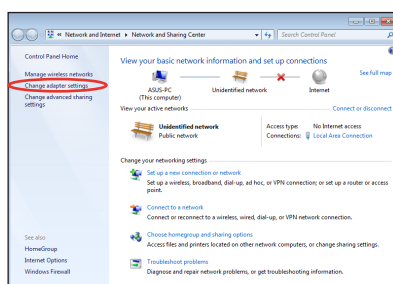 « Network and Internet ▸ Network and Sharing Center
Search Control Panel
Control Panel Home
Manage wireless networks
Change adapter settings
Change advanced sharing
settings
See also
HomeGroup
Internet Options
Windows Firewall
View your basic network information and set up connections
See full map
ASUS-PC
(This computer)
Unidentified network
Internet
View your active networks
Connect or disconnect
Unidentified network
Public network
Access type: No Internet access
Connections: Local Area Connection
Change your networking settings
Set up a new connection or network
Set up a wireless, broadband, dial-up, ad hoc, or VPN connection; or set up a router or access
point.
Connect to a network
Connect or reconnect to a wireless, wired, dial-up, or VPN network connection.
Choose homegroup and sharing options
Access files and printers located on other network computers, or change sharing settings.
Troubleshoot problems
Diagnose and repair network problems, or get troubleshooting information.